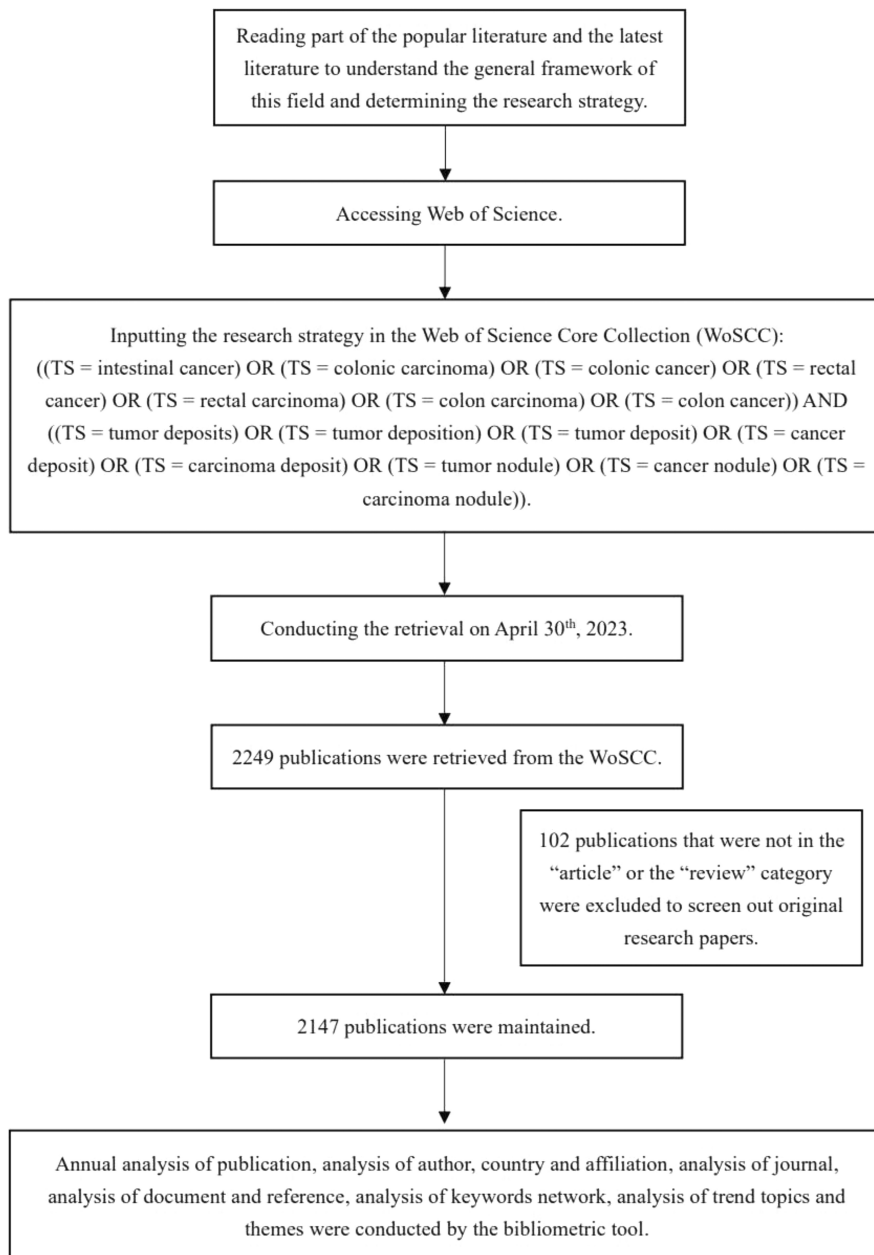 Reading part of the popular literature and the latest
literature to understand the general framework of
this field and determining the research strategy.
Accessing Web of Science.
Inputting the research strategy in the Web of Science Core Collection (WoSCC):
((TS = intestinal cancer) OR (TS = colonic carcinoma) OR (TS = colonic cancer) OR (TS = rectal
cancer) OR (TS = rectal carcinoma) OR (TS = colon carcinoma) OR (TS = colon cancer)) AND
((TS = tumor deposits) OR (TS = tumor deposition) OR (TS = tumor deposit) OR (TS = cancer
deposit) OR (TS = carcinoma deposit) OR (TS = tumor nodule) OR (TS = cancer nodule) OR (TS =
carcinoma nodule)).
Conducting the retrieval on April 30th, 2023.
2249 publications were retrieved from the WoSCC.
102 publications that were not in the
“article” or the “review” category
were excluded to screen out original
research papers.
2147 publications were maintained.
Annual analysis of publication, analysis of author, country and affiliation, analysis of journal,
analysis of document and reference, analysis of keywords network, analysis of trend topics and
themes were conducted by the bibliometric tool.